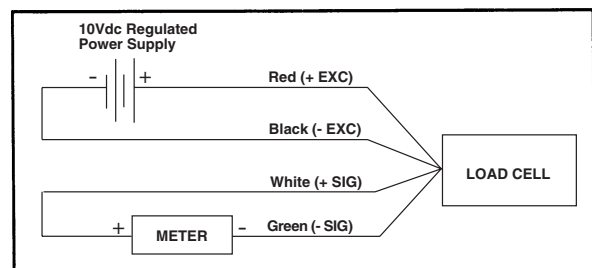 10Vdc Regulated
Power Supply
- +
Red (+ EXC)
Black (- EXC)
White (+ SIG)
LOAD CELL
+ METER -
Green (- SIG)